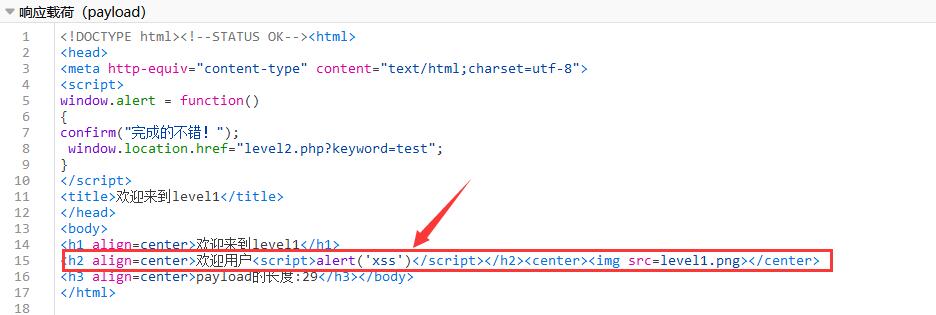 响应载荷（payload）
1 <!DOCTYPE html><!--STATUS OK--><html>
2 <head>
3 <meta http-equiv="content-type" content="text/html;charset=utf-8">
4 <script>
5 window.alert = function()
6 {
7 confirm("完成的不错！");
8  window.location.href="level2.php?keyword=test";
9 }
10 </script>
11 <title>欢迎来到level1</title>
12 </head>
13 <body>
14 <h1 align=center>欢迎来到level1</h1>
15 <h2 align=center>欢迎用户<script>alert('xss')</script></h2><center><img src=level1.png></center>
16 <h3 align=center>payload的长度:29</h3></body>
17 </html>
18